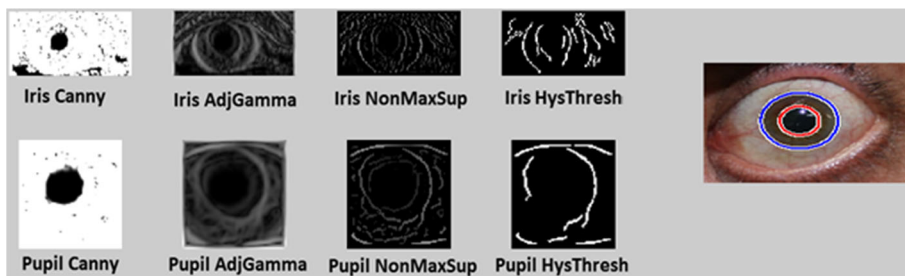 Iris Canny
Iris AdjGamma
Iris NonMaxSup
Iris HysThresh
Pupil Canny
Pupil AdjGamma
Pupil NonMaxSup
Pupil HysThresh